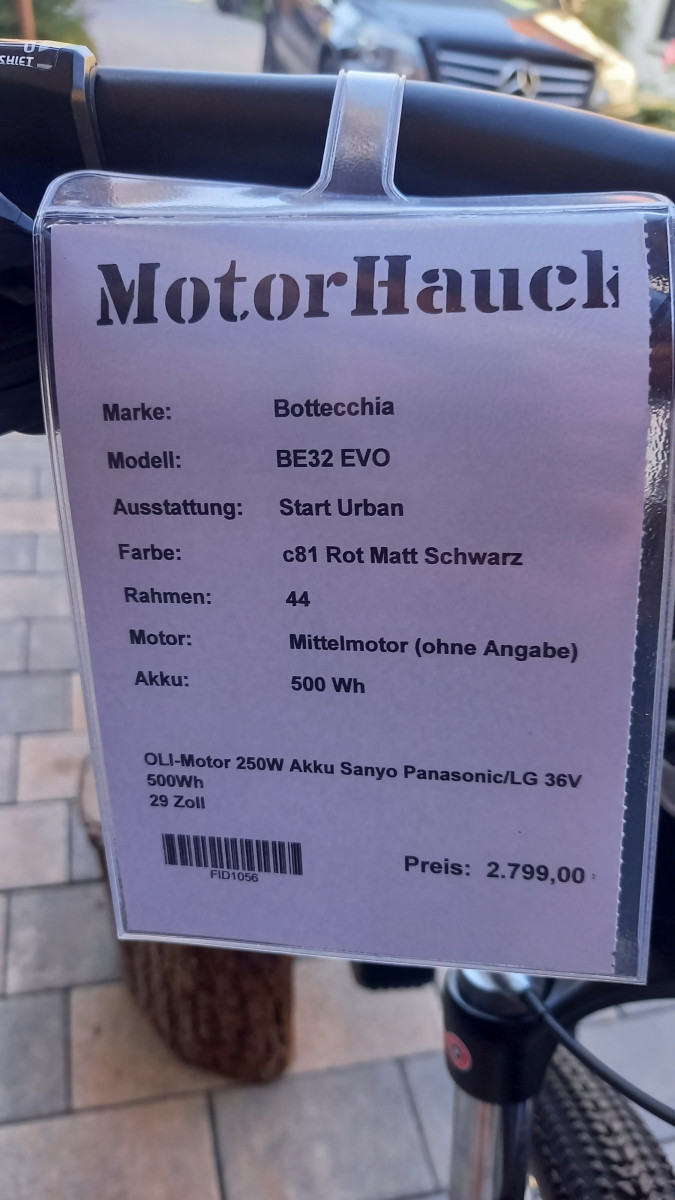 MotorHauck
Marke: Bottecchia
Modell: BE32 EVO
Ausstattung: Start Urban
Farbe: c81 Rot Matt Schwarz
Rahmen: 44
Motor: Mittelmotor (ohne Angabe)
Akku: 500 Wh
OLI-Motor 250W Akku Sanyo Panasonic/LG 36V
500Wh
29 Zoll
FID1056
Preis: 2.799,00